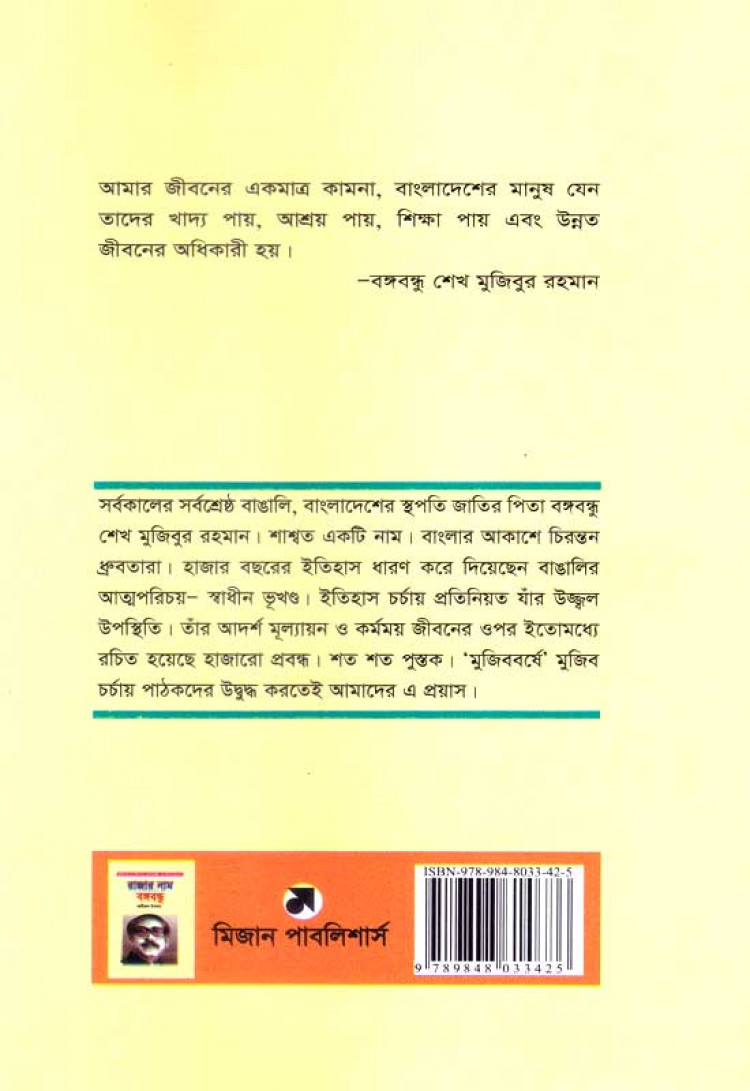 আমার জীবনের একমাত্র কামনা, বাংলাদেশের মানুষ যেন
তাদের খাদ্য পায়, আশ্রয় পায়, শিক্ষা পায় এবং উন্নত
জীবনের অধিকারী হয়।
–বঙ্গবন্ধু শেখ মুজিবুর রহমান
সর্বকালের সর্বশ্রেষ্ঠ বাঙালি, বাংলাদেশের স্থপতি জাতির পিতা বঙ্গবন্ধু
শেখ মুজিবুর রহমান। শাশ্বত একটি নাম। বাংলার আকাশে চিরন্তন
ধ্রুবতারা। হাজার বছরের ইতিহাস ধারণ করে দিয়েছেন বাঙালির
আত্মপরিচয়– স্বাধীন ভূখণ্ড। ইতিহাস চর্চায় প্রতিনিয়ত যাঁর উজ্জ্বল
উপস্থিতি। তাঁর আদর্শ মূল্যায়ন ও কর্মময় জীবনের ওপর ইতোমধ্যে
রচিত হয়েছে হাজারো প্রবন্ধ। শত শত পুস্তক। ‘মুজিববর্ষে’ মুজিব
চর্চায় পাঠকদের উদ্বুদ্ধ করতেই আমাদের এ প্রয়াস।
রাজার নাম
বঙ্গবন্ধু
মিজান পাবলিশার্স
ISBN-978-984-8033-42-5
9 789848 033425